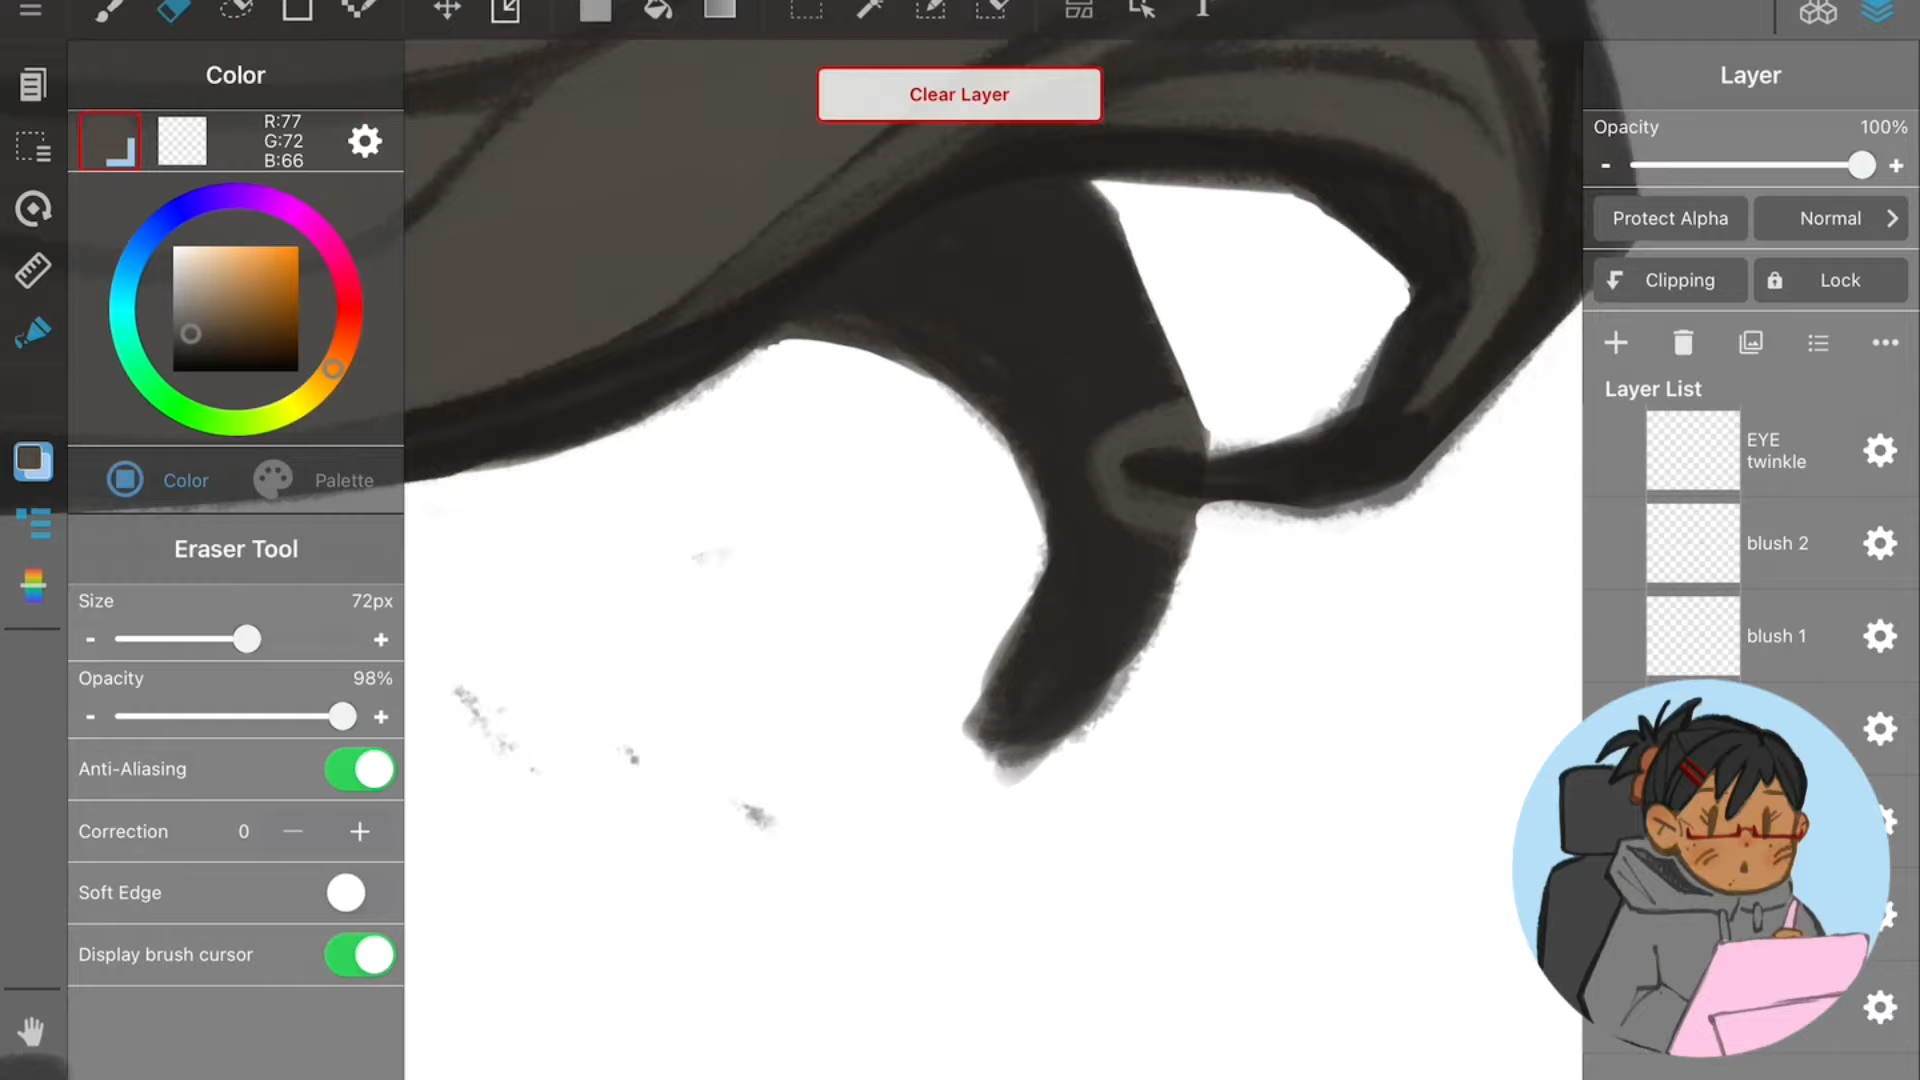 Color
R:77
G:72
B:66
Color
Palette
Eraser Tool
Size
72px
-
+
Opacity
98%
-
+
Anti-Aliasing
Correction
0
—
+
Soft Edge
Display brush cursor
Clear Layer
Layer
Opacity
100%
-
+
Protect Alpha
Normal
Clipping
Lock
Layer List
EYE
twinkle
blush 2
blush 1